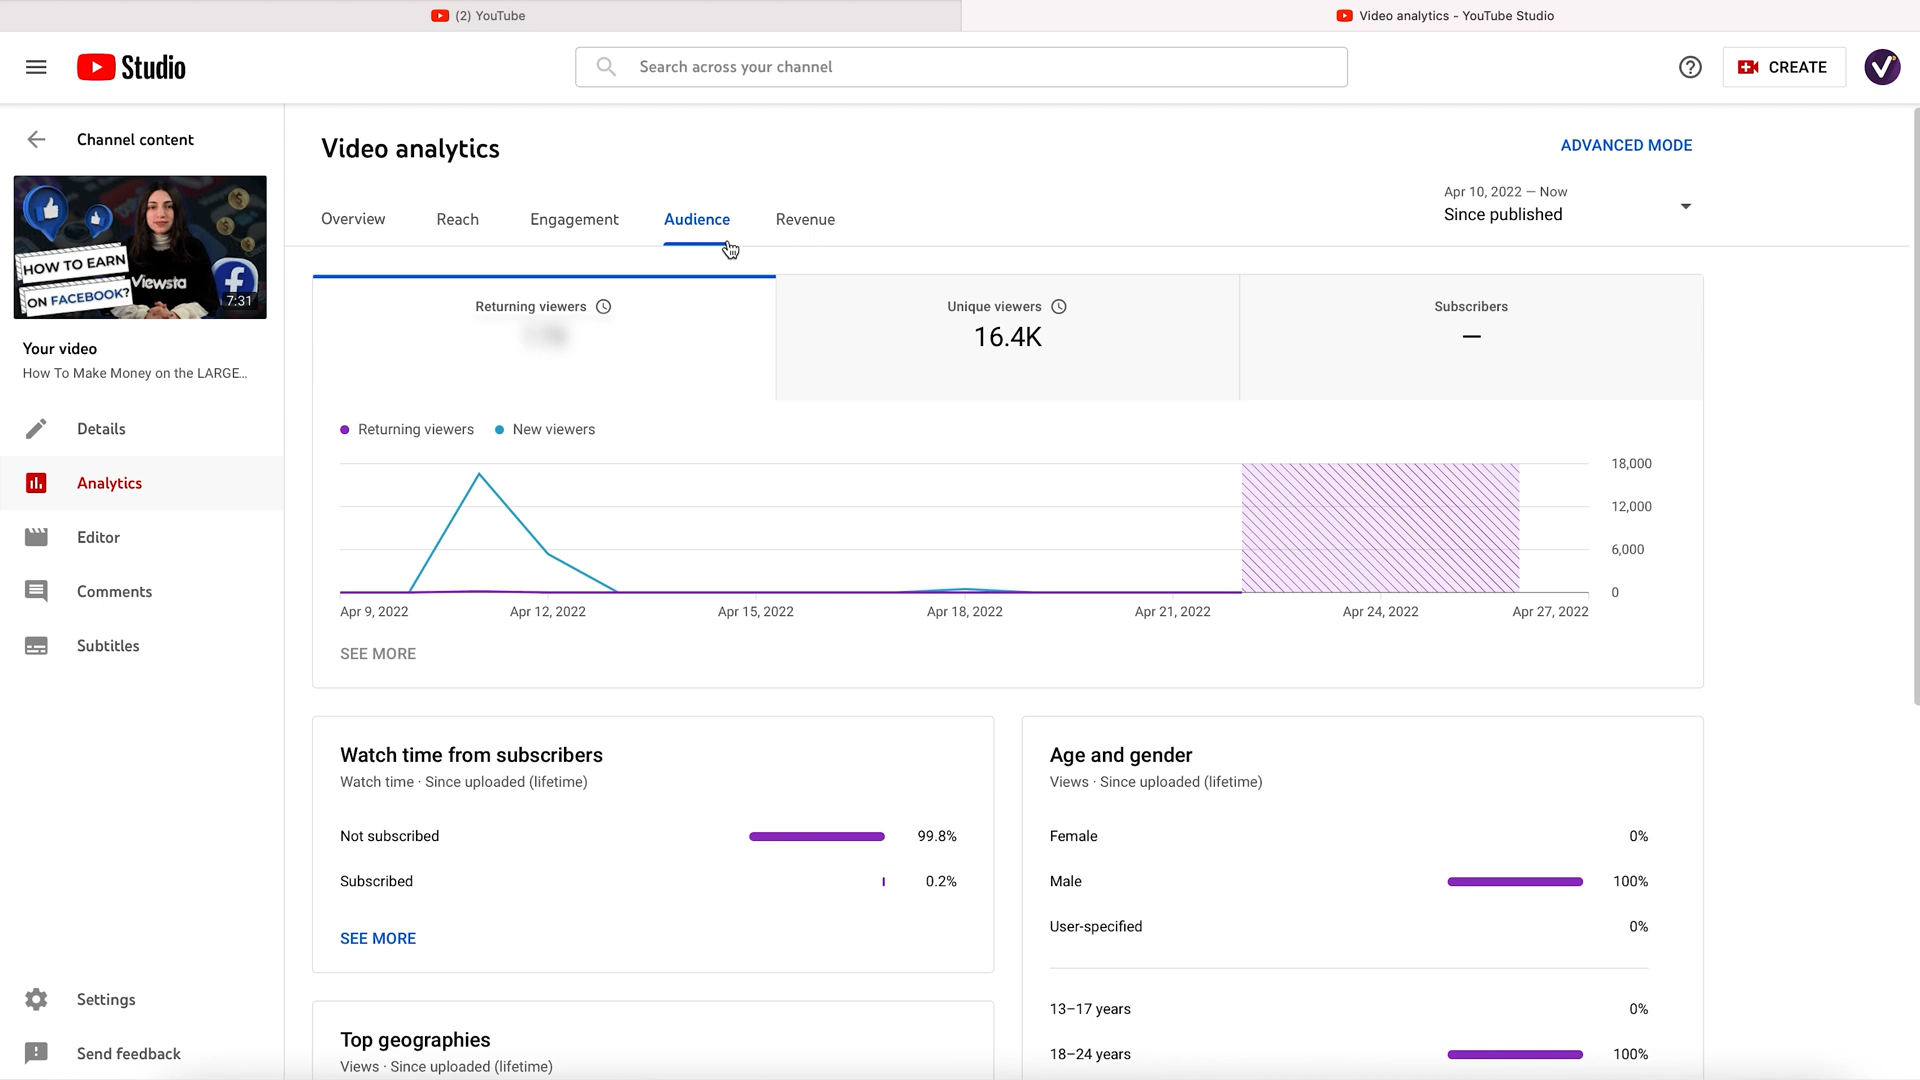 (2) YouTube
Video analytics - YouTube Studio
Studio
Search across your channel
CREATE
Channel content
HOW TO EARN
ON FACEBOOK?
Viewsta
7:31
Your video
How To Make Money on the LARGE...
Details
Analytics
Editor
Comments
Subtitles
Settings
Send feedback
Video analytics
ADVANCED MODE
Apr 10, 2022 – Now
Since published
Overview
Reach
Engagement
Audience
Revenue
Returning viewers
Unique viewers
16.4K
Subscribers
—
Returning viewers
New viewers
18,000
12,000
6,000
0
Apr 9, 2022
Apr 12, 2022
Apr 15, 2022
Apr 18, 2022
Apr 21, 2022
Apr 24, 2022
Apr 27, 2022
SEE MORE
Watch time from subscribers
Watch time · Since uploaded (lifetime)
Not subscribed 99.8%
Subscribed 0.2%
SEE MORE
Top geographies
Views · Since uploaded (lifetime)
Age and gender
Views · Since uploaded (lifetime)
Female 0%
Male 100%
User-specified 0%
13–17 years 0%
18–24 years 100%